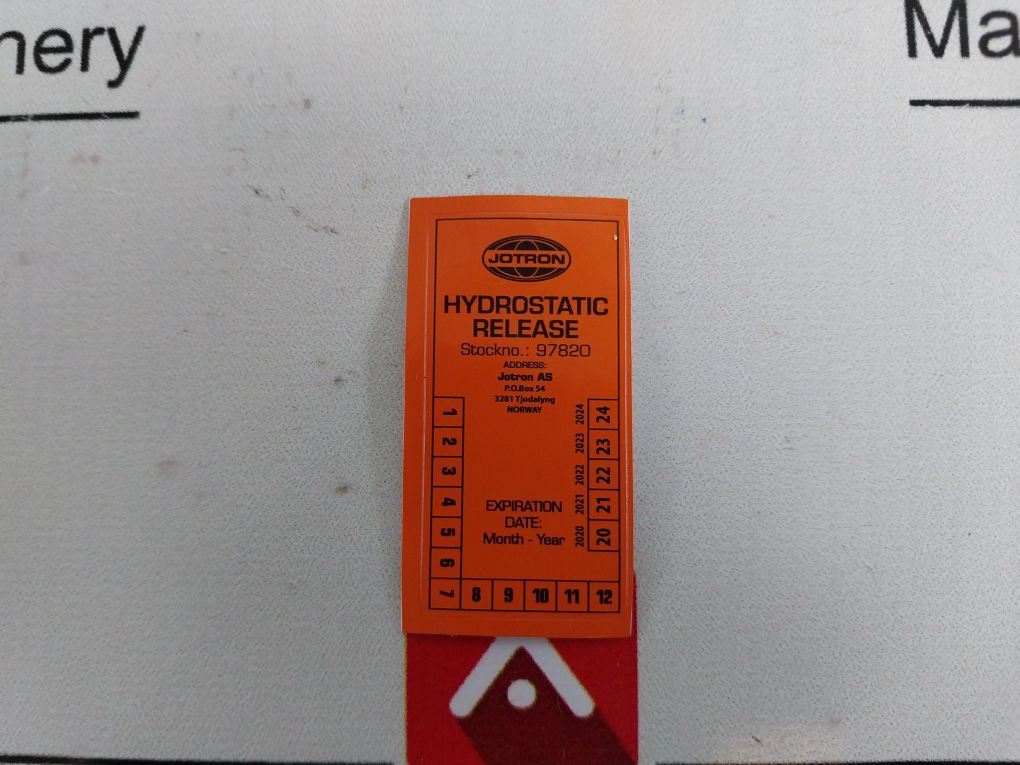 nery
Ma
JOTRON
HYDROSTATIC
RELEASE
Stockno.: 97820
ADDRESS:
Jotron AS
P.O.Box 54
3281 Tjodalyng
NORWAY
1
2
3
4
5
6
7
8
9
10
11
12
2024 24
2023 23
2022 22
2021 21
2020 20
EXPIRATION
DATE:
Month - Year